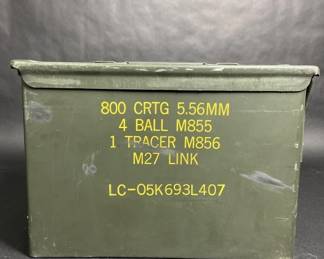 800 CRTG 5.56MM
4 BALL M855
1 TRACER M856
M27 LINK
LC-05K693L407